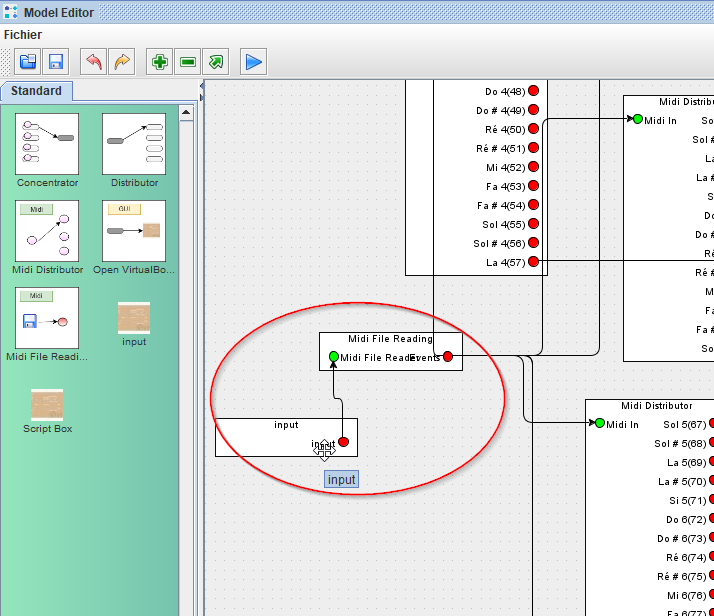 Model Editor
Fichier
Standard
Concentrator
Distributor
Midi
GUI
Midi Distributor
Open VirtualBo...
Midi
Midi File Readi...
input
Script Box
Do 4(48)
Do # 4(49)
Ré 4(50)
Ré # 4(51)
Mi 4(52)
Fa 4(53)
Fa # 4(54)
Sol 4(55)
Sol # 4(56)
La 4(57)
Midi File Reading
Midi File Reader
Events
input
input
input
Midi Distribu
Midi In
So
Sol #
La
La #
S
Do
Do #
Ré
Ré #
M
Fa
Fa #
So
Midi Distributor
Midi In
Sol 5(67)
Sol # 5(68)
La 5(69)
La # 5(70)
Si 5(71)
Do 6(72)
Do # 6(73)
Ré 6(74)
Ré # 6(75)
Mi 6(76)
Fa 6(77)